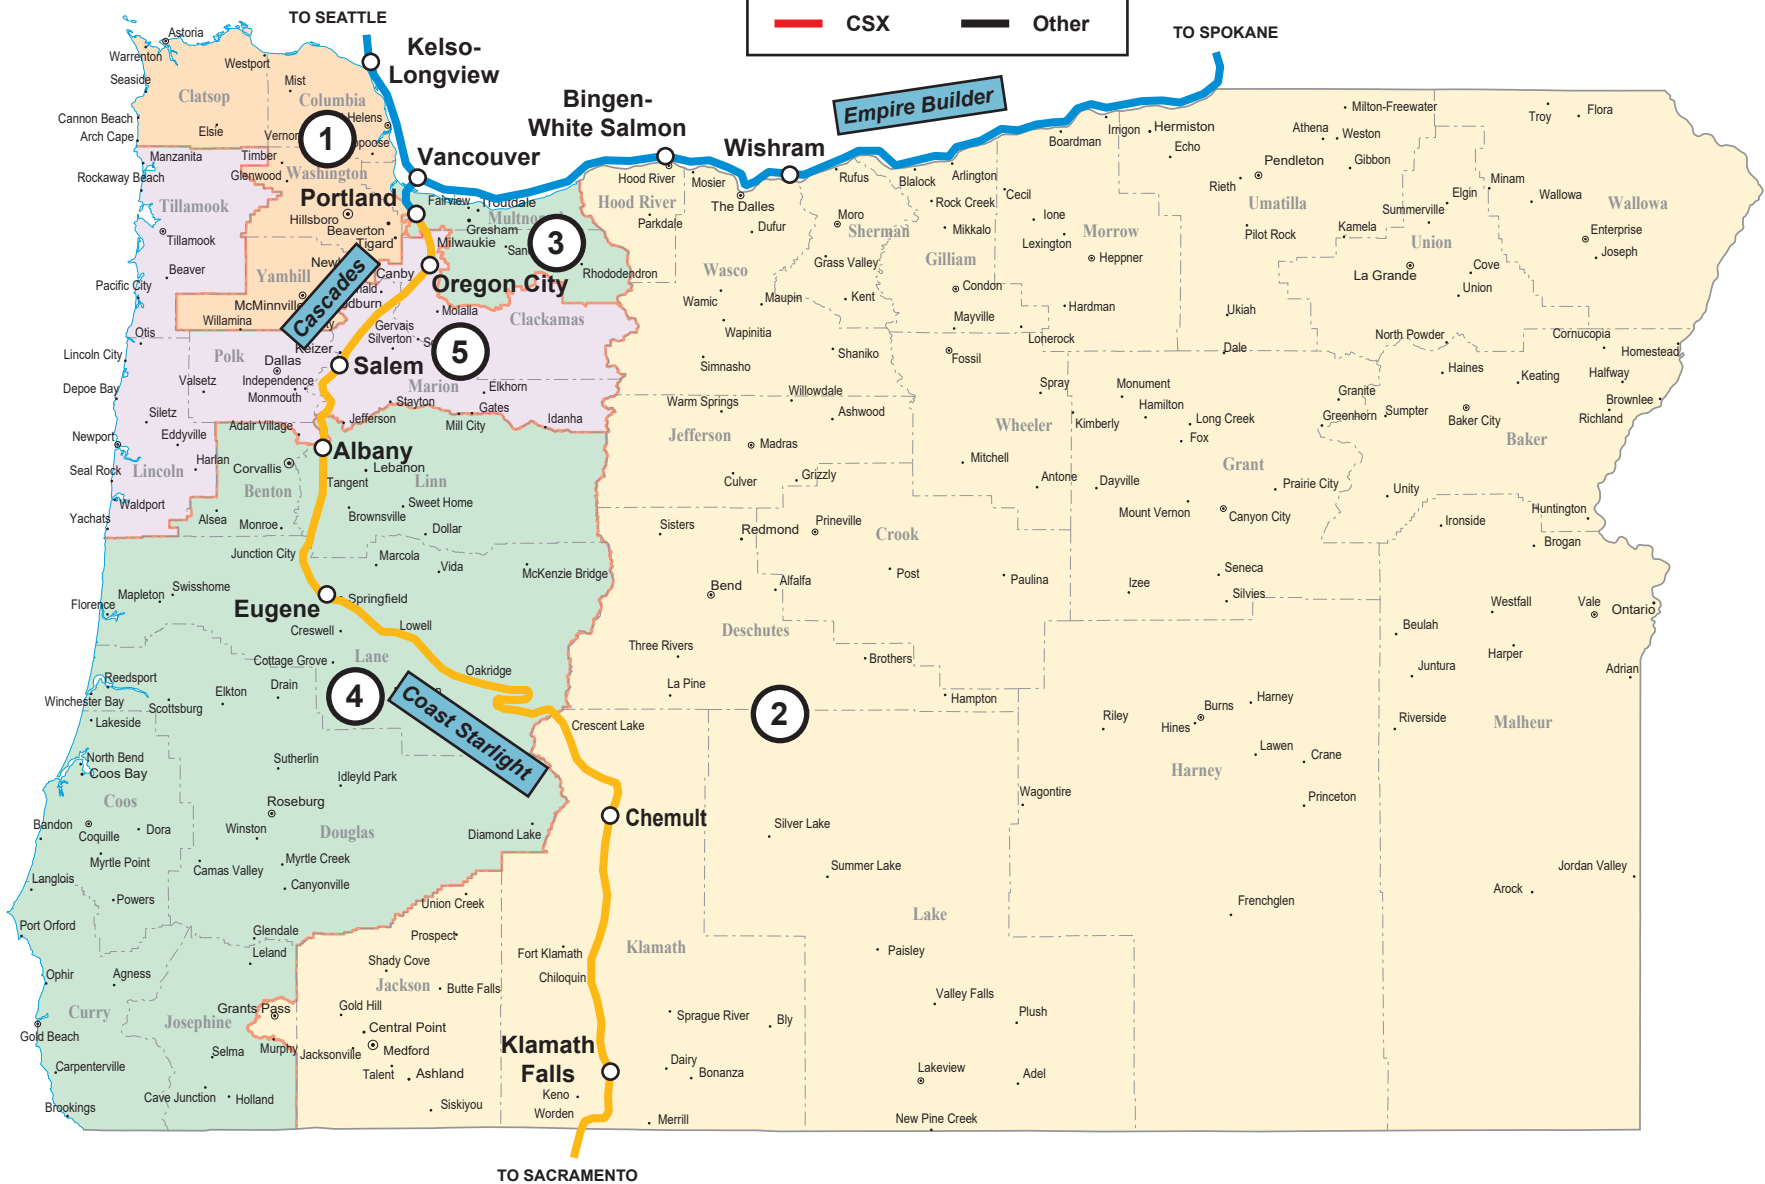 CSX
Other
TO SEATTLE
TO SPOKANE
Astoria
Warrenton
Westport
Kelso-
Longview
Seaside
Mist
Clatsop
Columbia
Bingen-
White Salmon
Empire Builder
Milton-Freewater
Troy
Flora
Cannon Beach
Arch Cape
Elsie
1
Helens
Wishram
Boardman
Irrigon
Hermiston
Echo
Athena
Weston
Gibbon
Pendleton
Manzanita
Timber
Vancouver
Glenwood
Washington
Rockaway Beach
Hood River
Mosier
Rufus
Blalock
Arlington
Cecil
Rieth
Minam
Elgin
Wallowa
Portland
Fairview
Troutdale
Hood River
The Dalles
Rock Creek
Umatilla
Summerville
Wallowa
Tillamook
Hillsboro
Gresham
3
Parkdale
Dufur
Moro
Sherman
Mikkalo
Ione
Morrow
Pilot Rock
Kamela
Union
Enterprise
Joseph
Beaverton
Tigard
Milwaukie
Tillamook
Lexington
Heppner
Beaver
Yamhill
Canby
Rhododendron
Wasco
Grass Valley
Gilliam
La Grande
Cove
Union
Pacific City
Cascades
Oregon City
Condon
McMinnville
Molalla
Wamic
Maupin
Kent
Hardman
Ukiah
Willamina
Gervais
Silverton
Clackamas
Wapinitia
Mayville
Lonerock
North Powder
Cornucopia
Otis
Polk
Keizer
5
Shaniko
Fossil
Dale
Homestead
Lincoln City
Dallas
Salem
Simnasho
Haines
Keating
Halfway
Valsetz
Independence
Monmouth
Marion
Elkhorn
Willowdale
Spray
Monument
Granite
Depoe Bay
Stayton
Gates
Warm Springs
Ashwood
Hamilton
Greenhorn
Sumpter
Baker City
Brownlee
Richland
Siletz
Jefferson
Mill City
Idanha
Kimberly
Long Creek
Fox
Wheeler
Baker
Newport
Eddyville
Adair Village
Albany
Jefferson
Madras
Mitchell
Grant
Seal Rock
Lincoln
Harlan
Corvallis
Lebanon
Linn
Culver
Grizzly
Antone
Dayville
Prairie City
Unity
Waldport
Benton
Tangent
Sweet Home
Yachats
Alsea
Monroe
Brownsville
Dollar
Sisters
Redmond
Prineville
Crook
Mount Vernon
Canyon City
Ironside
Huntington
Brogan
Junction City
Marcola
Vida
McKenzie Bridge
Bend
Alfalfa
Post
Paulina
Izee
Seneca
Silvies
Swisshome
Mapleton
Florence
Eugene
Springfield
Creswell
Lowell
Deschutes
Westfall
Vale
Ontario
Beulah
Lane
Cottage Grove
Oakridge
Three Rivers
Brothers
Harper
Juntura
Adrian
Reedsport
Winchester Bay
Elkton
Drain
4
Coast Starlight
La Pine
2
Hampton
Harney
Scottsburg
Lakeside
Crescent Lake
Riley
Hines
Burns
Riverside
Malheur
North Bend
Coos Bay
Sutherlin
Idleyld Park
Lawen
Crane
Harney
Coos
Roseburg
Chemult
Wagontire
Princeton
Bandon
Coquille
Dora
Winston
Douglas
Diamond Lake
Silver Lake
Myrtle Point
Camas Valley
Myrtle Creek
Summer Lake
Jordan Valley
Langlois
Canyonville
Arock
Powers
Union Creek
Lake
Frenchglen
Port Orford
Glendale
Prospect
Leland
Fort Klamath
Klamath
Paisley
Ophir
Agness
Shady Cove
Chiloquin
Jackson
Butte Falls
Valley Falls
Curry
Josephine
Grants Pass
Gold Hill
Sprague River
Bly
Plush
Gold Beach
Central Point
Selma
Murphy
Jacksonville
Medford
Klamath
Falls
Carpenterville
Talent
Ashland
Dairy
Bonanza
Lakeview
Adel
Cave Junction
Holland
Keno
Brookings
Siskiyou
Worden
Merrill
New Pine Creek
TO SACRAMENTO